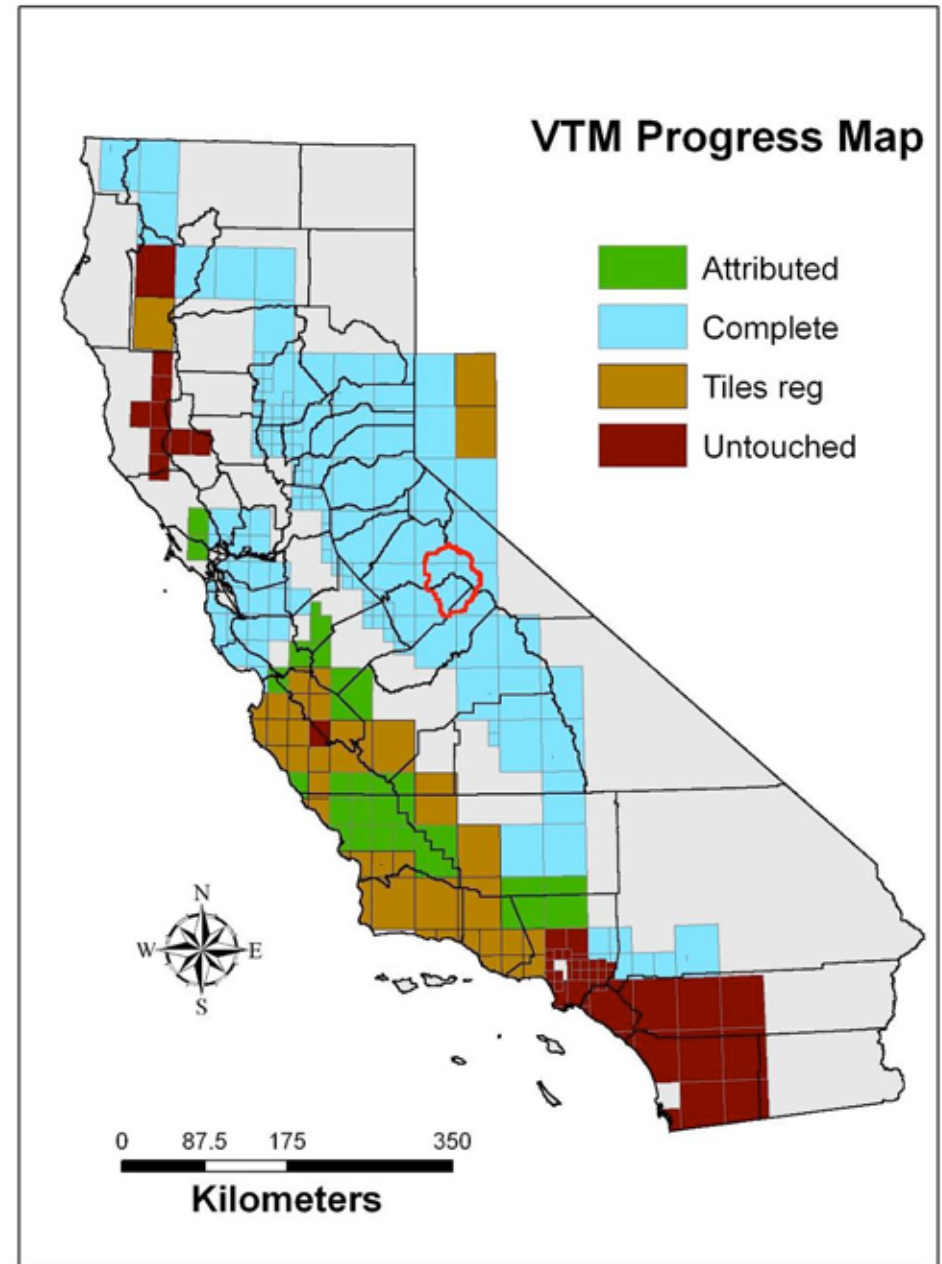 VTM Progress Map
Attributed
Complete
Tiles reg
Untouched
N
W E
S
0 87.5 175 350
Kilometers